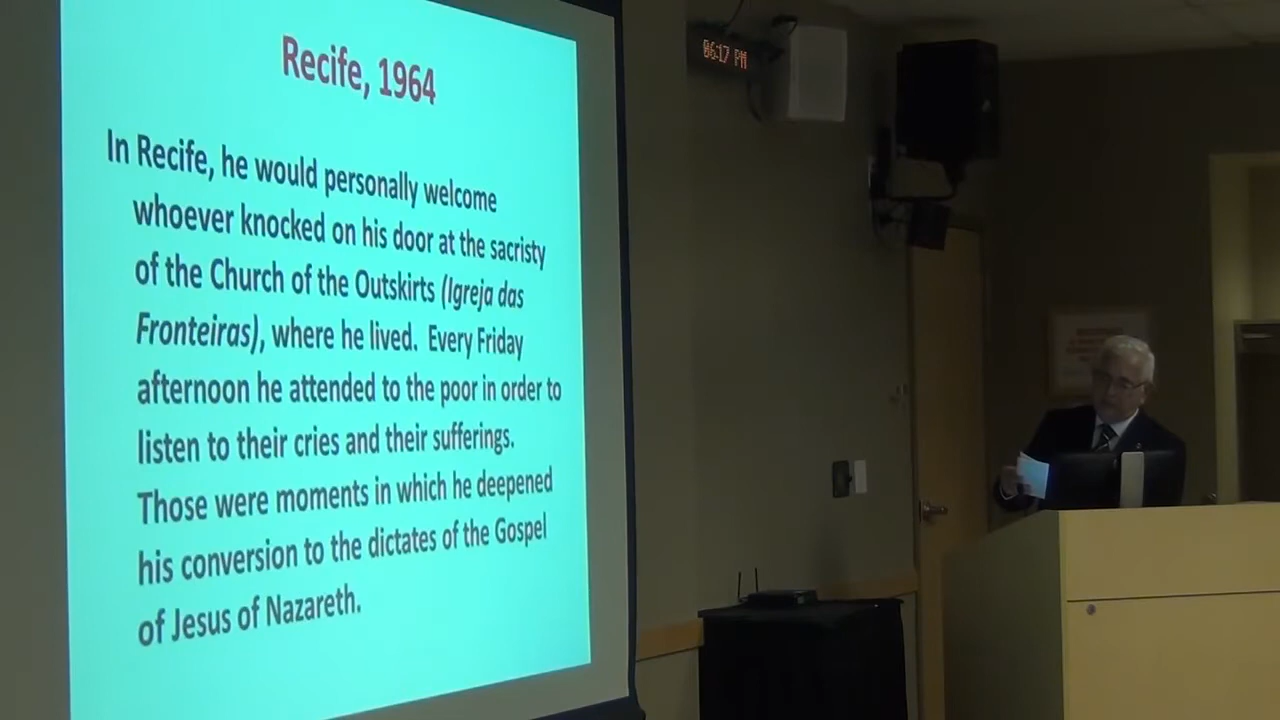 Recife, 1964
In Recife, he would personally welcome
whoever knocked on his door at the sacristy
of the Church of the Outskirts (Igreja das
Fronteiras), where he lived. Every Friday
afternoon he attended to the poor in order to
listen to their cries and their sufferings.
Those were moments in which he deepened
his conversion to the dictates of the Gospel
of Jesus of Nazareth.
06:17 PM